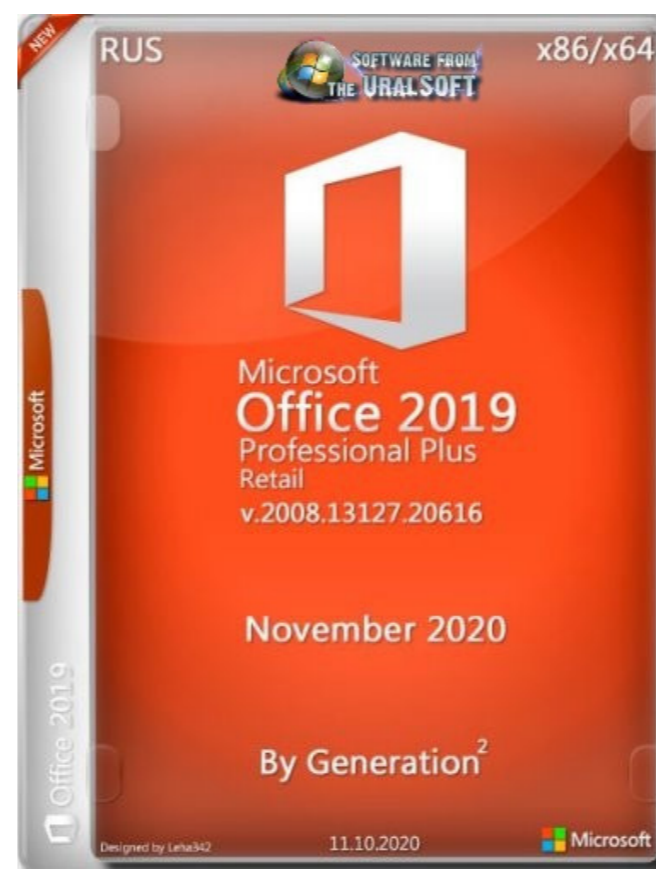 NEW
RUS
SOFTWARE FROM
THE URALSOFT
x86/x64
Microsoft
Office 2019
Professional Plus
Retail
v.2008.13127.20616
November 2020
By Generation²
Designed by Leha342
11.10.2020
Microsoft
Microsoft
Office 2019